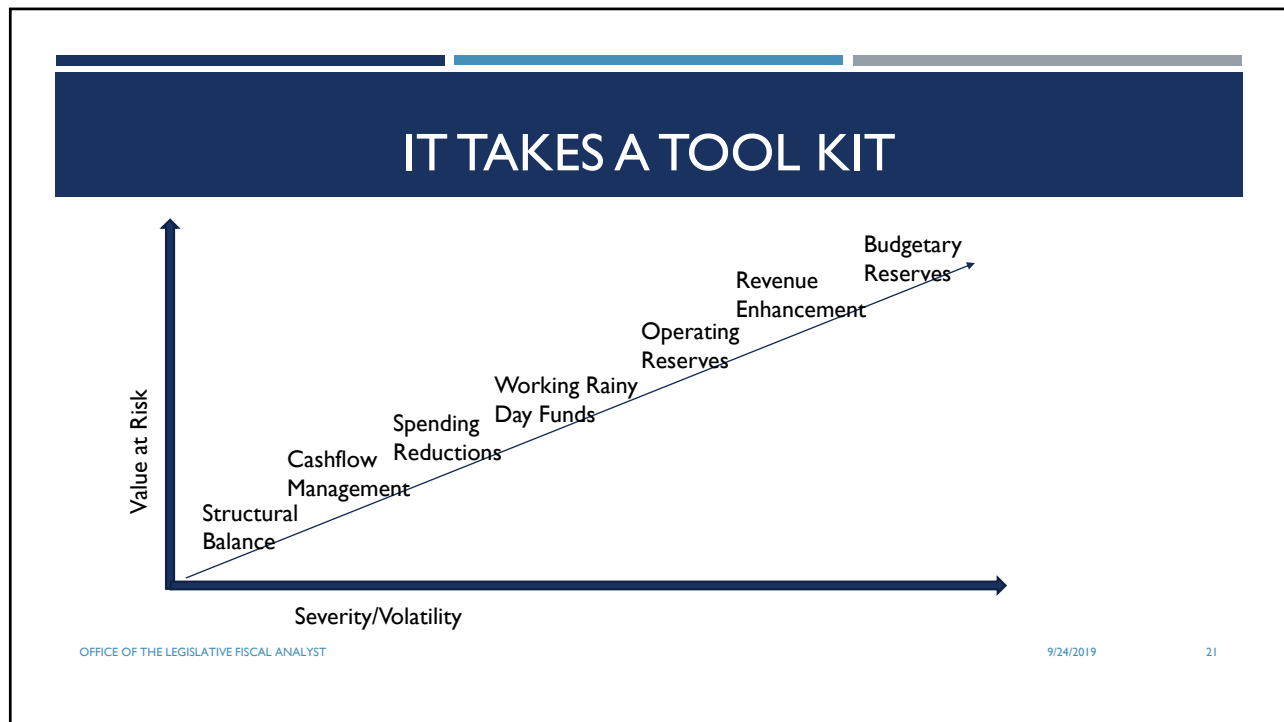 IT TAKES A TOOL KIT
Budgetary
Reserves
Revenue
Enhancement
Operating
Reserves
Working Rainy
Day Funds
Spending
Reductions
Cashflow
Management
Structural
Balance
Value at Risk
Severity/Volatility
OFFICE OF THE LEGISLATIVE FISCAL ANALYST
9/24/2019
21